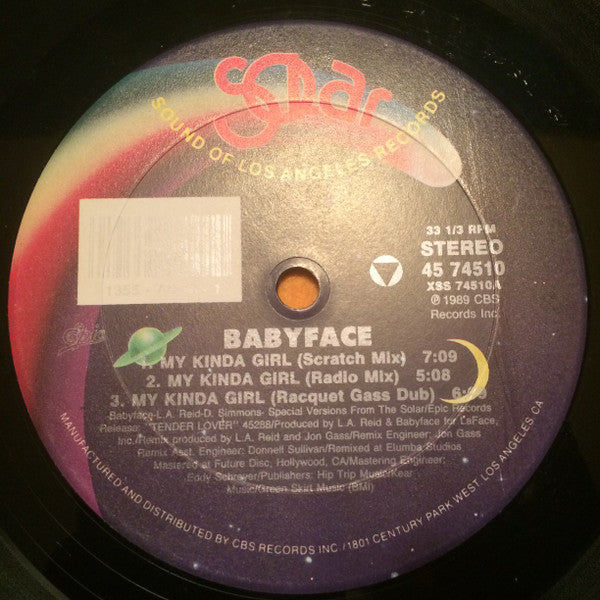 Solar
SOUND OF LOS ANGELES RECORDS
33 1/3 RPM
STEREO
45 74510
XSS 74510A
℗ 1989 CBS
Records Inc.
Epic
BABYFACE
1. MY KINDA GIRL (Scratch Mix) 7:09
2. MY KINDA GIRL (Radio Mix) 5:08
3. MY KINDA GIRL (Racquet Gass Dub)
Babyface-L.A. Reid-D. Simmons- Special Versions From The Solar/Epic Records
Release: "TENDER LOVER" 45288/Produced by L.A. Reid & Babyface for LaFace,
Inc./Remix produced by L.A. Reid and Jon Gass/Remix Engineer: Jon Gass
Remix Asst. Engineer: Donnell Sullivan/Remixed at Elumba Studios
Mastered at Future Disc, Hollywood, CA/Mastering Engineer:
Eddy Schreyer/Publishers: Hip Trip Music/Kear
Music/Green Skirt Music (BMI)
MANUFACTURED AND DISTRIBUTED BY CBS RECORDS INC./1801 CENTURY PARK WEST, LOS ANGELES, CA